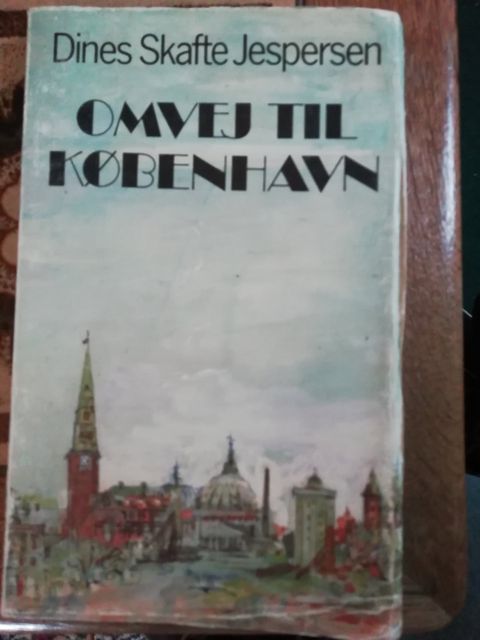 Dines Skafte Jespersen
OMVEJ TIL
KØBENHAVN